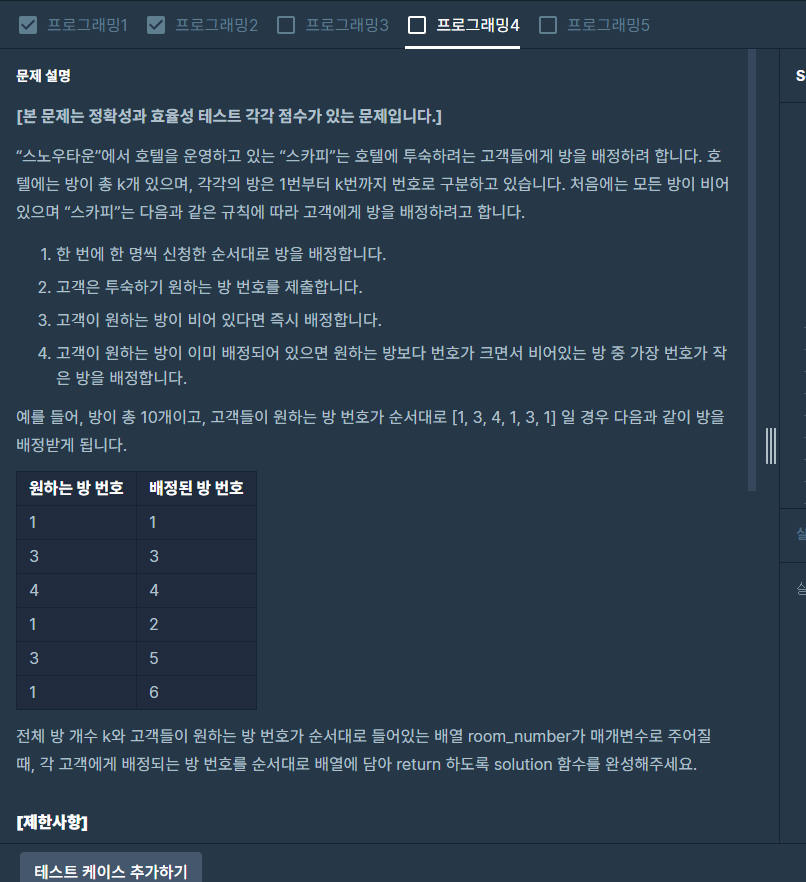 프로그래밍1 프로그래밍2 프로그래밍3 프로그래밍4 프로그래밍5
문제 설명
[본 문제는 정확성과 효율성 테스트 각각 점수가 있는 문제입니다.]
“스노우타운”에서 호텔을 운영하고 있는 “스카피”는 호텔에 투숙하려는 고객들에게 방을 배정하려 합니다. 호
텔에는 방이 총 k개 있으며, 각각의 방은 1번부터 k번까지 번호로 구분하고 있습니다. 처음에는 모든 방이 비어
있으며 “스카피”는 다음과 같은 규칙에 따라 고객에게 방을 배정하려고 합니다.
1. 한 번에 한 명씩 신청한 순서대로 방을 배정합니다.
2. 고객은 투숙하기 원하는 방 번호를 제출합니다.
3. 고객이 원하는 방이 비어 있다면 즉시 배정합니다.
4. 고객이 원하는 방이 이미 배정되어 있으면 원하는 방보다 번호가 크면서 비어있는 방 중 가장 번호가 작
은 방을 배정합니다.
예를 들어, 방이 총 10개이고, 고객들이 원하는 방 번호가 순서대로 [1, 3, 4, 1, 3, 1] 일 경우 다음과 같이 방을
배정받게 됩니다.
원하는 방 번호 배정된 방 번호
1 1
3 3
4 4
1 2
3 5
1 6
전체 방 개수 k와 고객들이 원하는 방 번호가 순서대로 들어있는 배열 room_number가 매개변수로 주어질
때, 각 고객에게 배정되는 방 번호를 순서대로 배열에 담아 return 하도록 solution 함수를 완성해주세요.
[제한사항]
테스트 케이스 추가하기